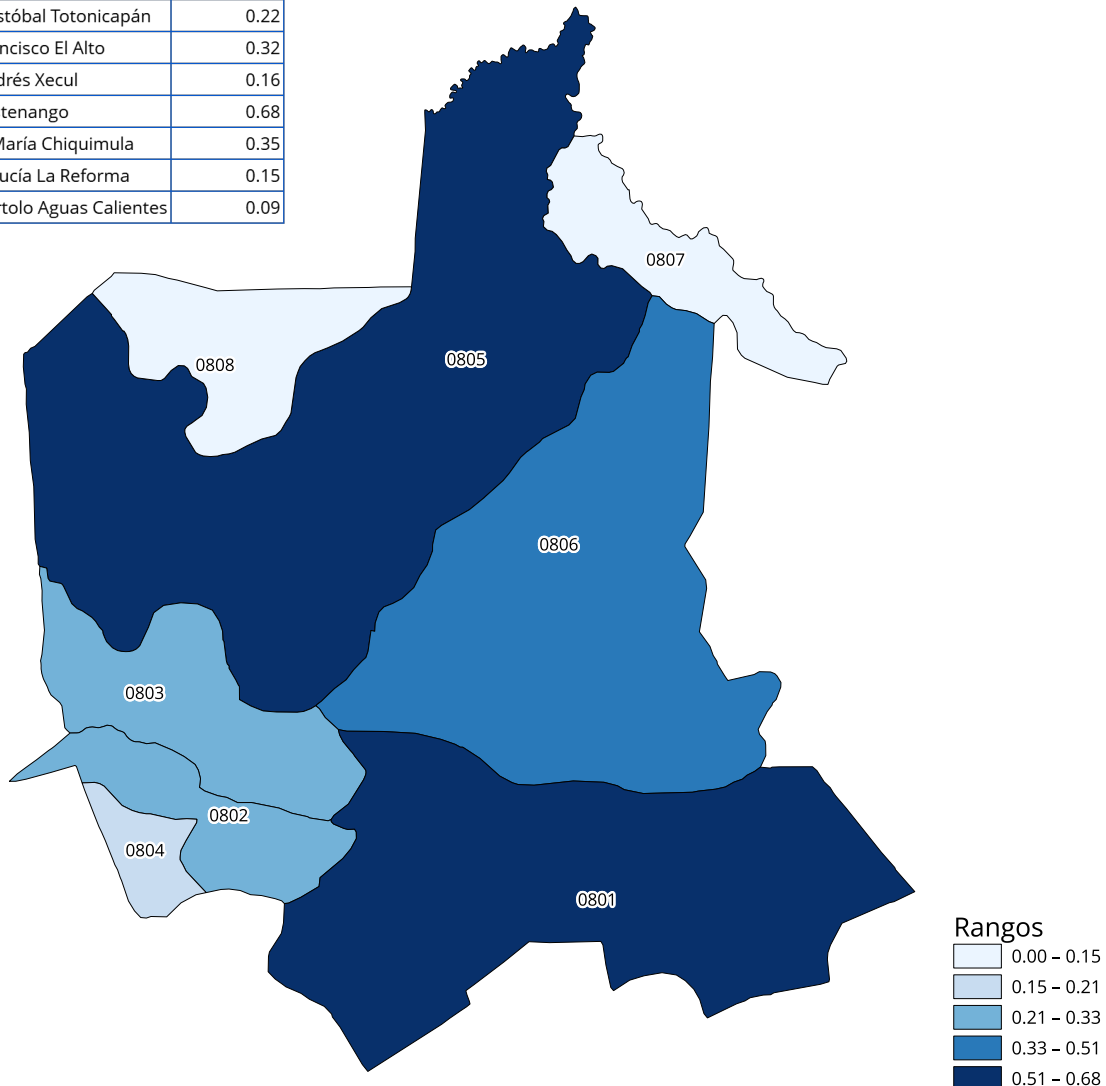 stóbal Totonicapán 0.22
ncisco El Alto 0.32
drés Xecul 0.16
tenango 0.68
María Chiquimula 0.35
ucía La Reforma 0.15
rtolo Aguas Calientes 0.09
0807
0805
0808
0806
0803
0802
0804
0801
Rangos
0.00 – 0.15
0.15 – 0.21
0.21 – 0.33
0.33 – 0.51
0.51 – 0.68